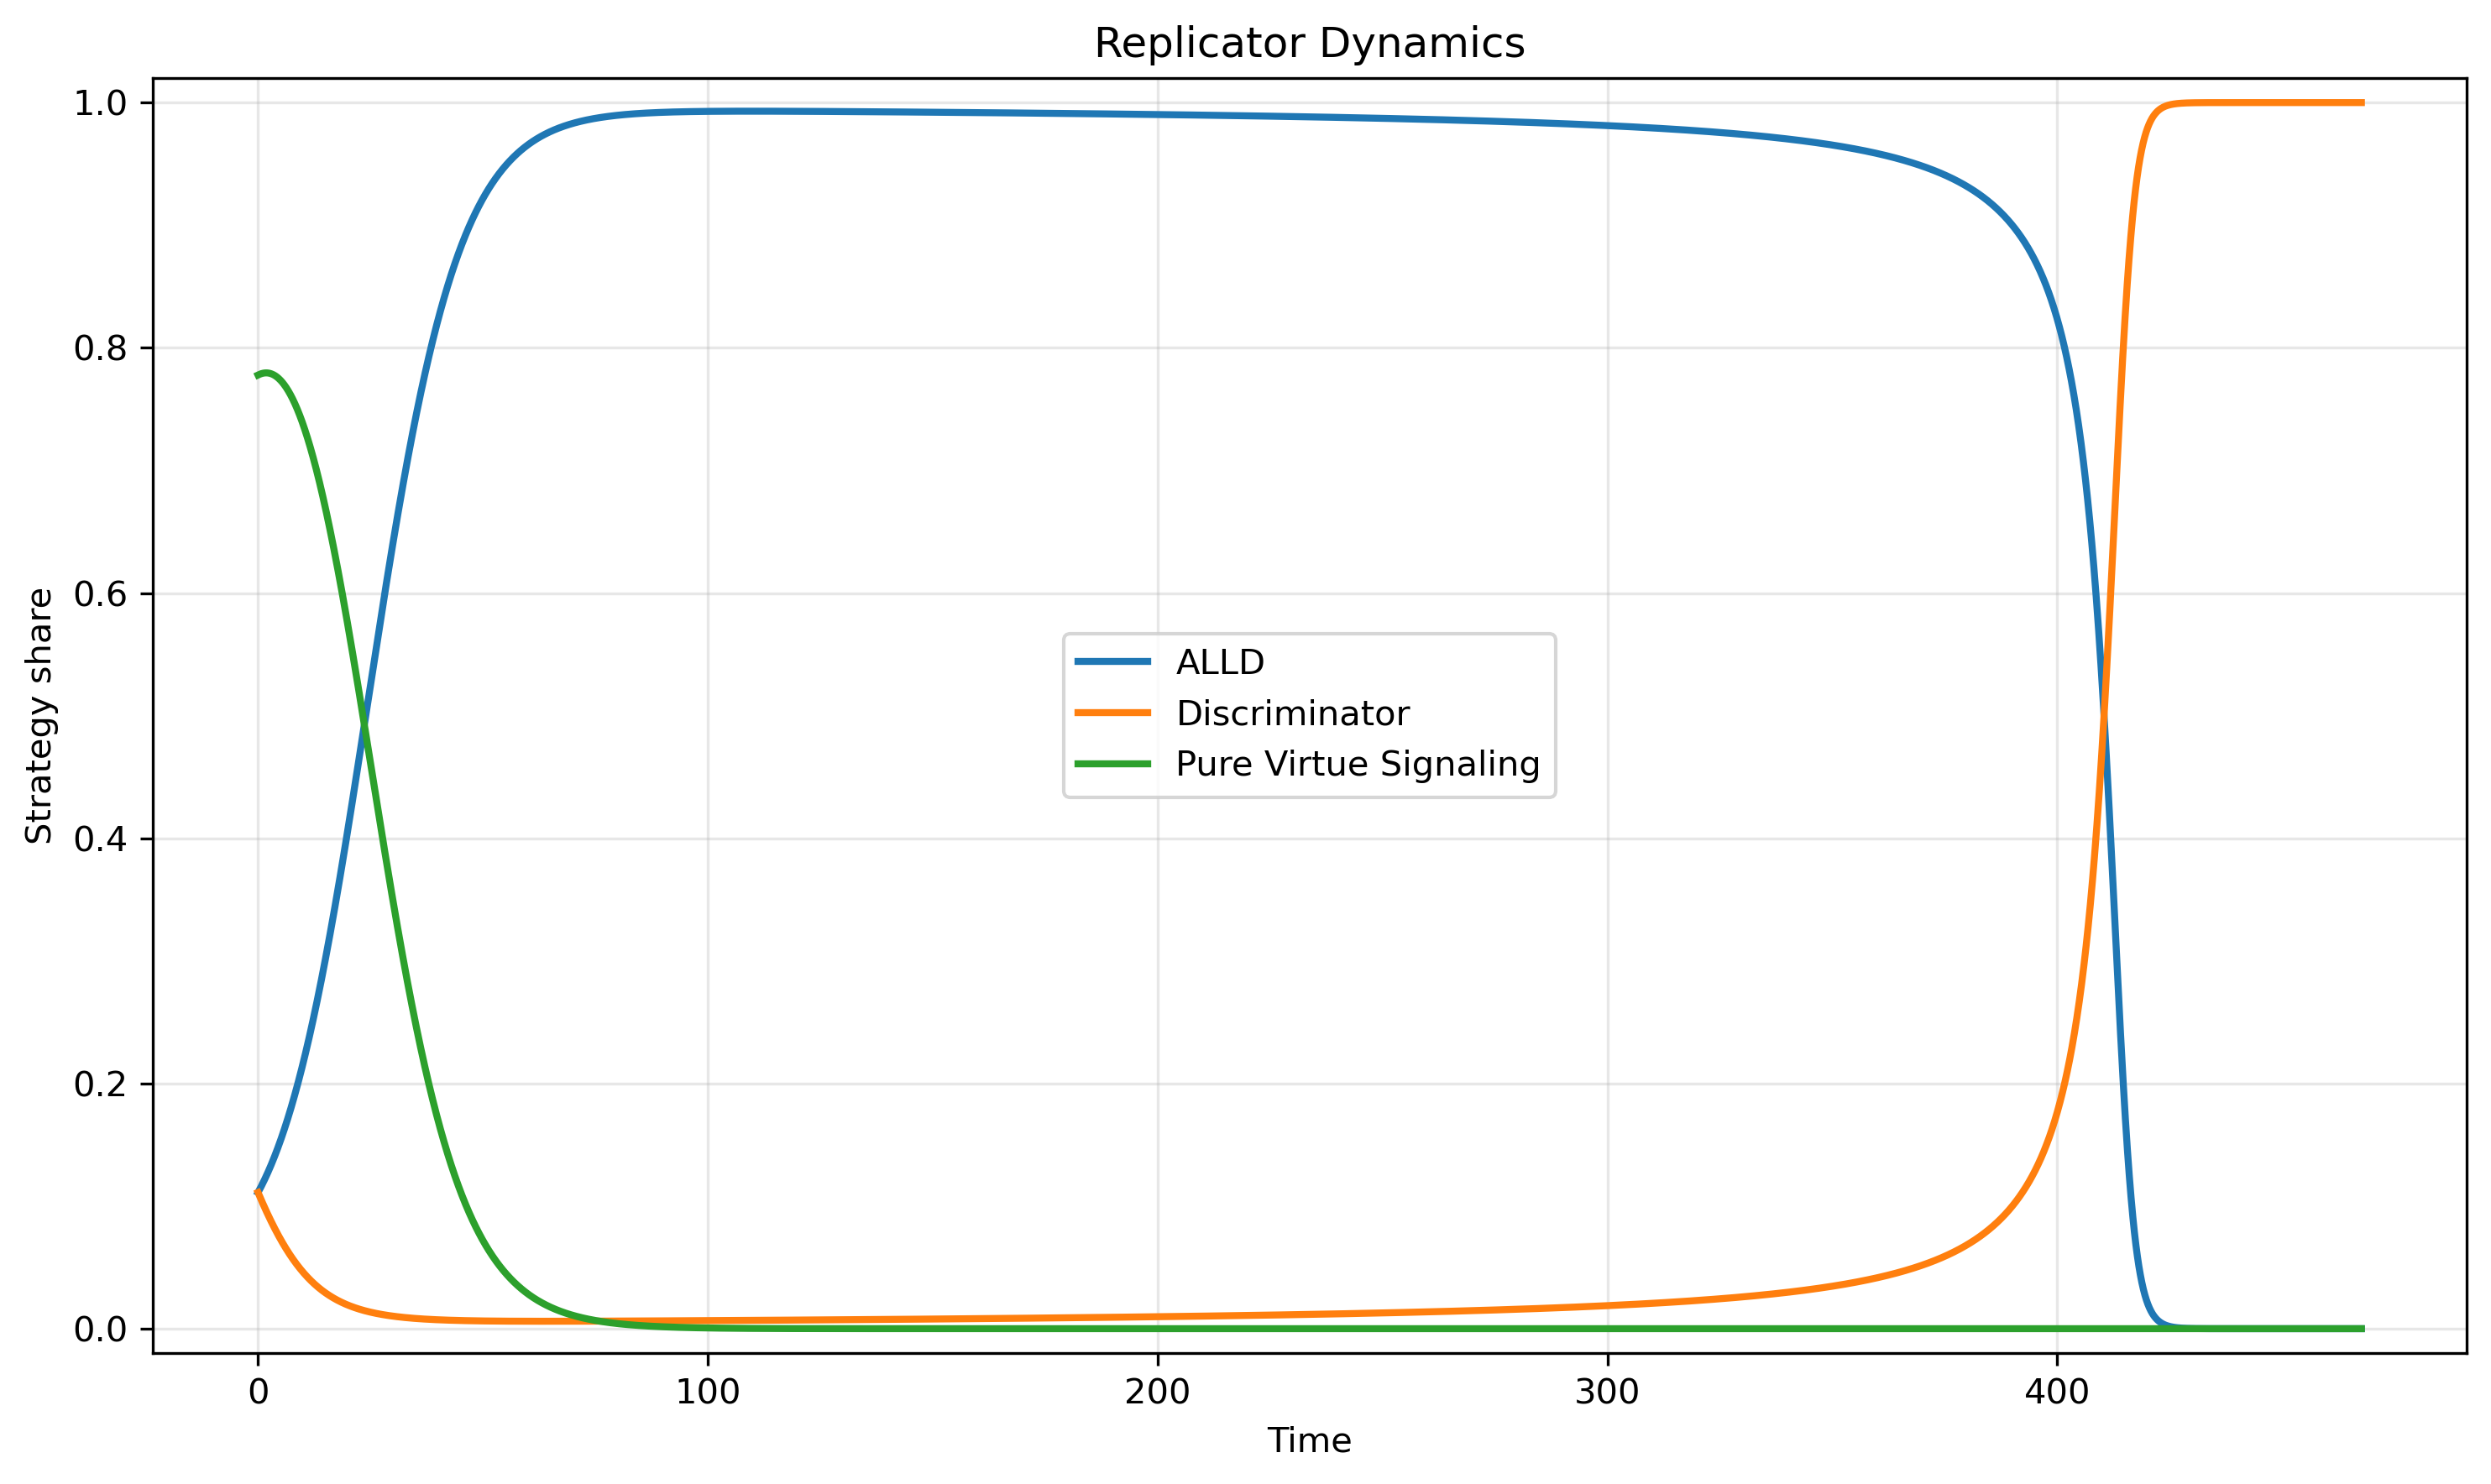 Replicator Dynamics
1.0
0.8
0.6
0.4
0.2
0.0
Strategy share
ALLD
Discriminator
Pure Virtue Signaling
0 100 200 300 400
Time